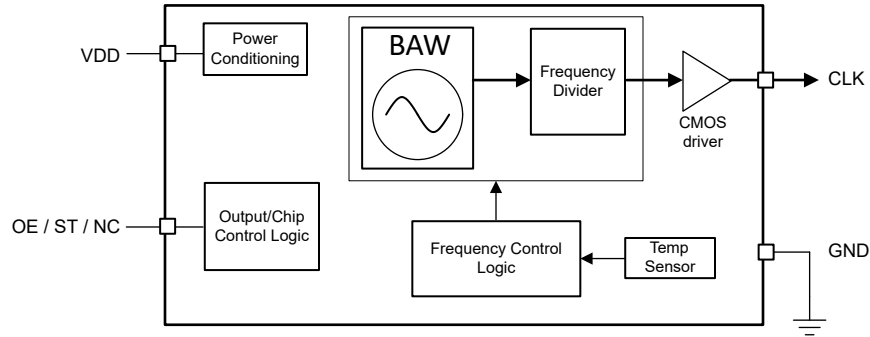 VDD
Power
Conditioning
BAW
Frequency
Divider
CMOS
driver
CLK
OE / ST / NC
Output/Chip
Control Logic
Frequency Control
Logic
Temp
Sensor
GND